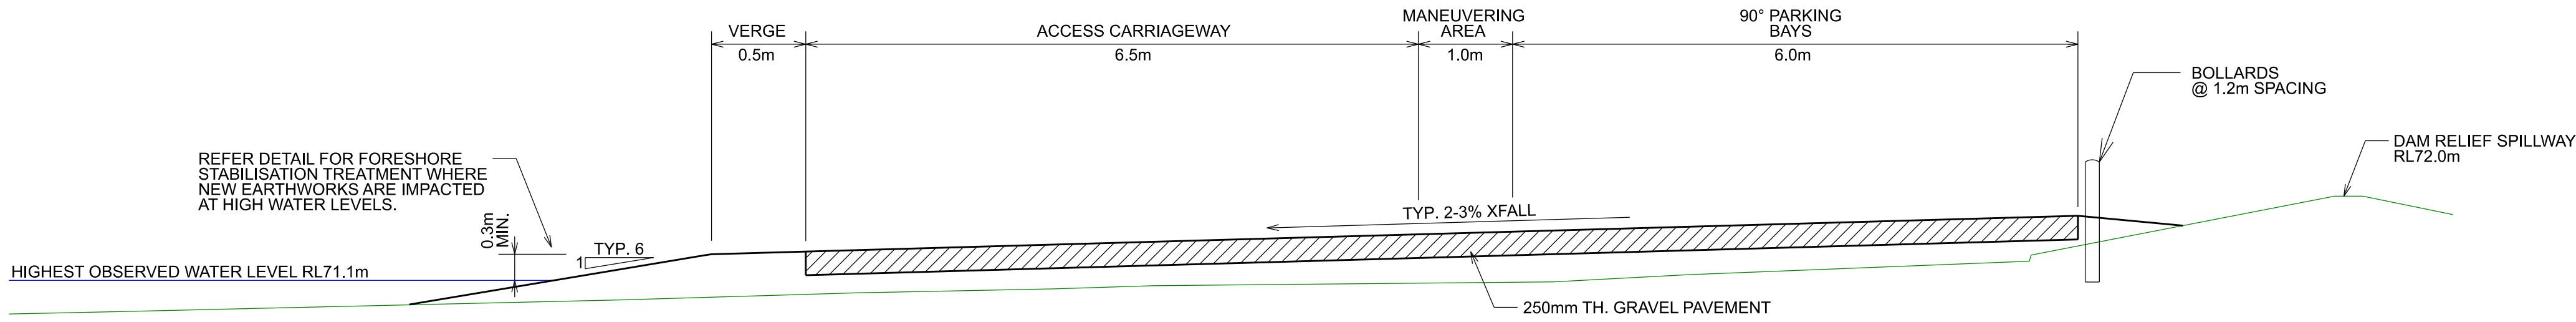 VERGE
0.5m
ACCESS CARRIAGEWAY
6.5m
MANEUVERING
AREA
1.0m
90° PARKING
BAYS
6.0m
BOLLARDS
@ 1.2m SPACING
DAM RELIEF SPILLWAY
RL72.0m
REFER DETAIL FOR FORESHORE
STABILISATION TREATMENT WHERE
NEW EARTHWORKS ARE IMPACTED
AT HIGH WATER LEVELS.
0.3m
MIN.
1
TYP. 6
TYP. 2-3% XFALL
HIGHEST OBSERVED WATER LEVEL RL71.1m
250mm TH. GRAVEL PAVEMENT